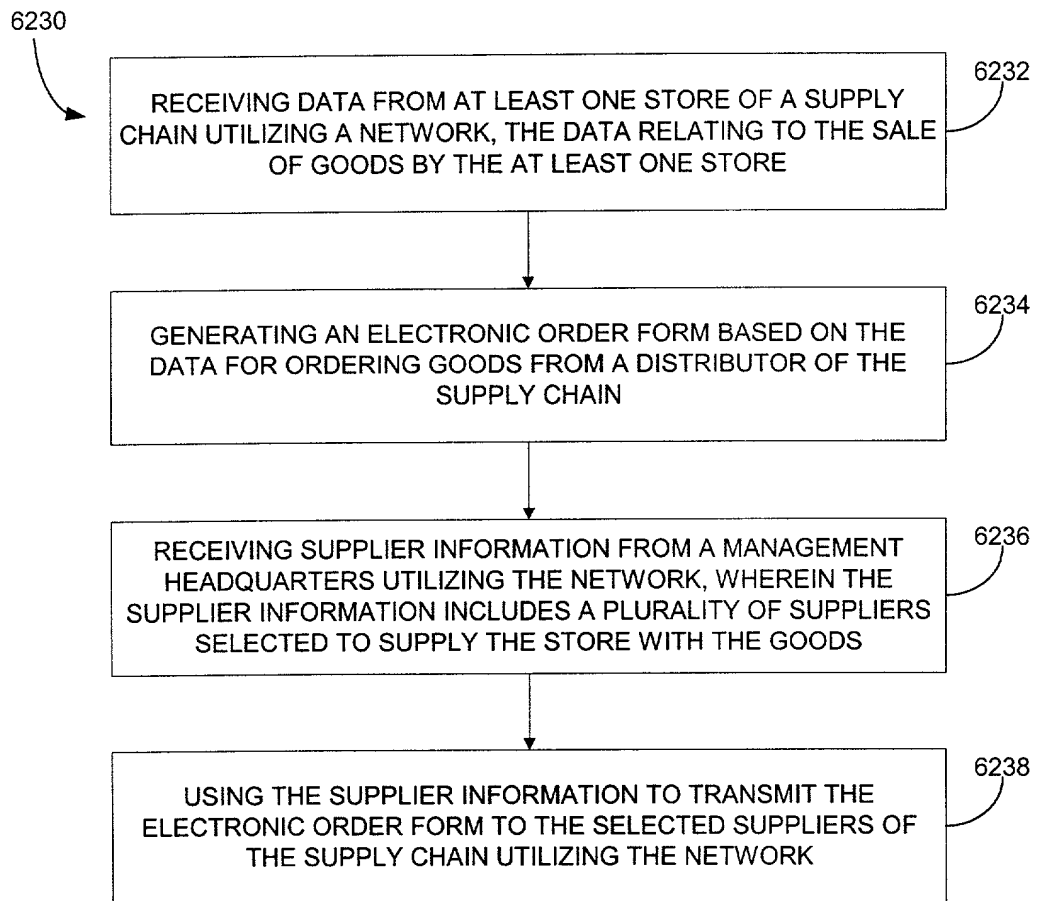 6230
6232
RECEIVING DATA FROM AT LEAST ONE STORE OF A SUPPLY
CHAIN UTILIZING A NETWORK, THE DATA RELATING TO THE SALE
OF GOODS BY THE AT LEAST ONE STORE
6234
GENERATING AN ELECTRONIC ORDER FORM BASED ON THE
DATA FOR ORDERING GOODS FROM A DISTRIBUTOR OF THE
SUPPLY CHAIN
6236
RECEIVING SUPPLIER INFORMATION FROM A MANAGEMENT
HEADQUARTERS UTILIZING THE NETWORK, WHEREIN THE
SUPPLIER INFORMATION INCLUDES A PLURALITY OF SUPPLIERS
SELECTED TO SUPPLY THE STORE WITH THE GOODS
6238
USING THE SUPPLIER INFORMATION TO TRANSMIT THE
ELECTRONIC ORDER FORM TO THE SELECTED SUPPLIERS OF
THE SUPPLY CHAIN UTILIZING THE NETWORK